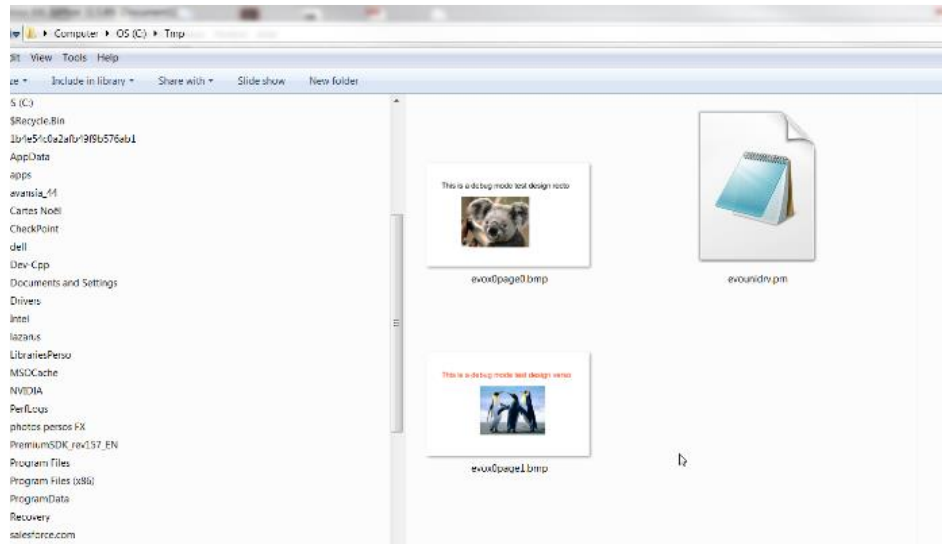 Computer ▸ OS (C:) ▸ Tmp
View Tools Help
Include in library Share with Slide show New folder
$Recycle.Bin
AppData
apps
avansia_44
Cartes Noël
CheckPoint
dell
Dev-Cpp
Documents and Settings
Drivers
Intel
lazarus
LibrariesPerso
MSOCache
NVIDIA
PerfLogs
photos persos FX
PremiumSDK_rev157_EN
Program Files
Program Files (x86)
ProgramData
Recovery
salesforce.com
This is a debug mode test design recto
evox0page0.bmp
evounidrv.prn
This is a debug mode test design verso
evox0page1.bmp